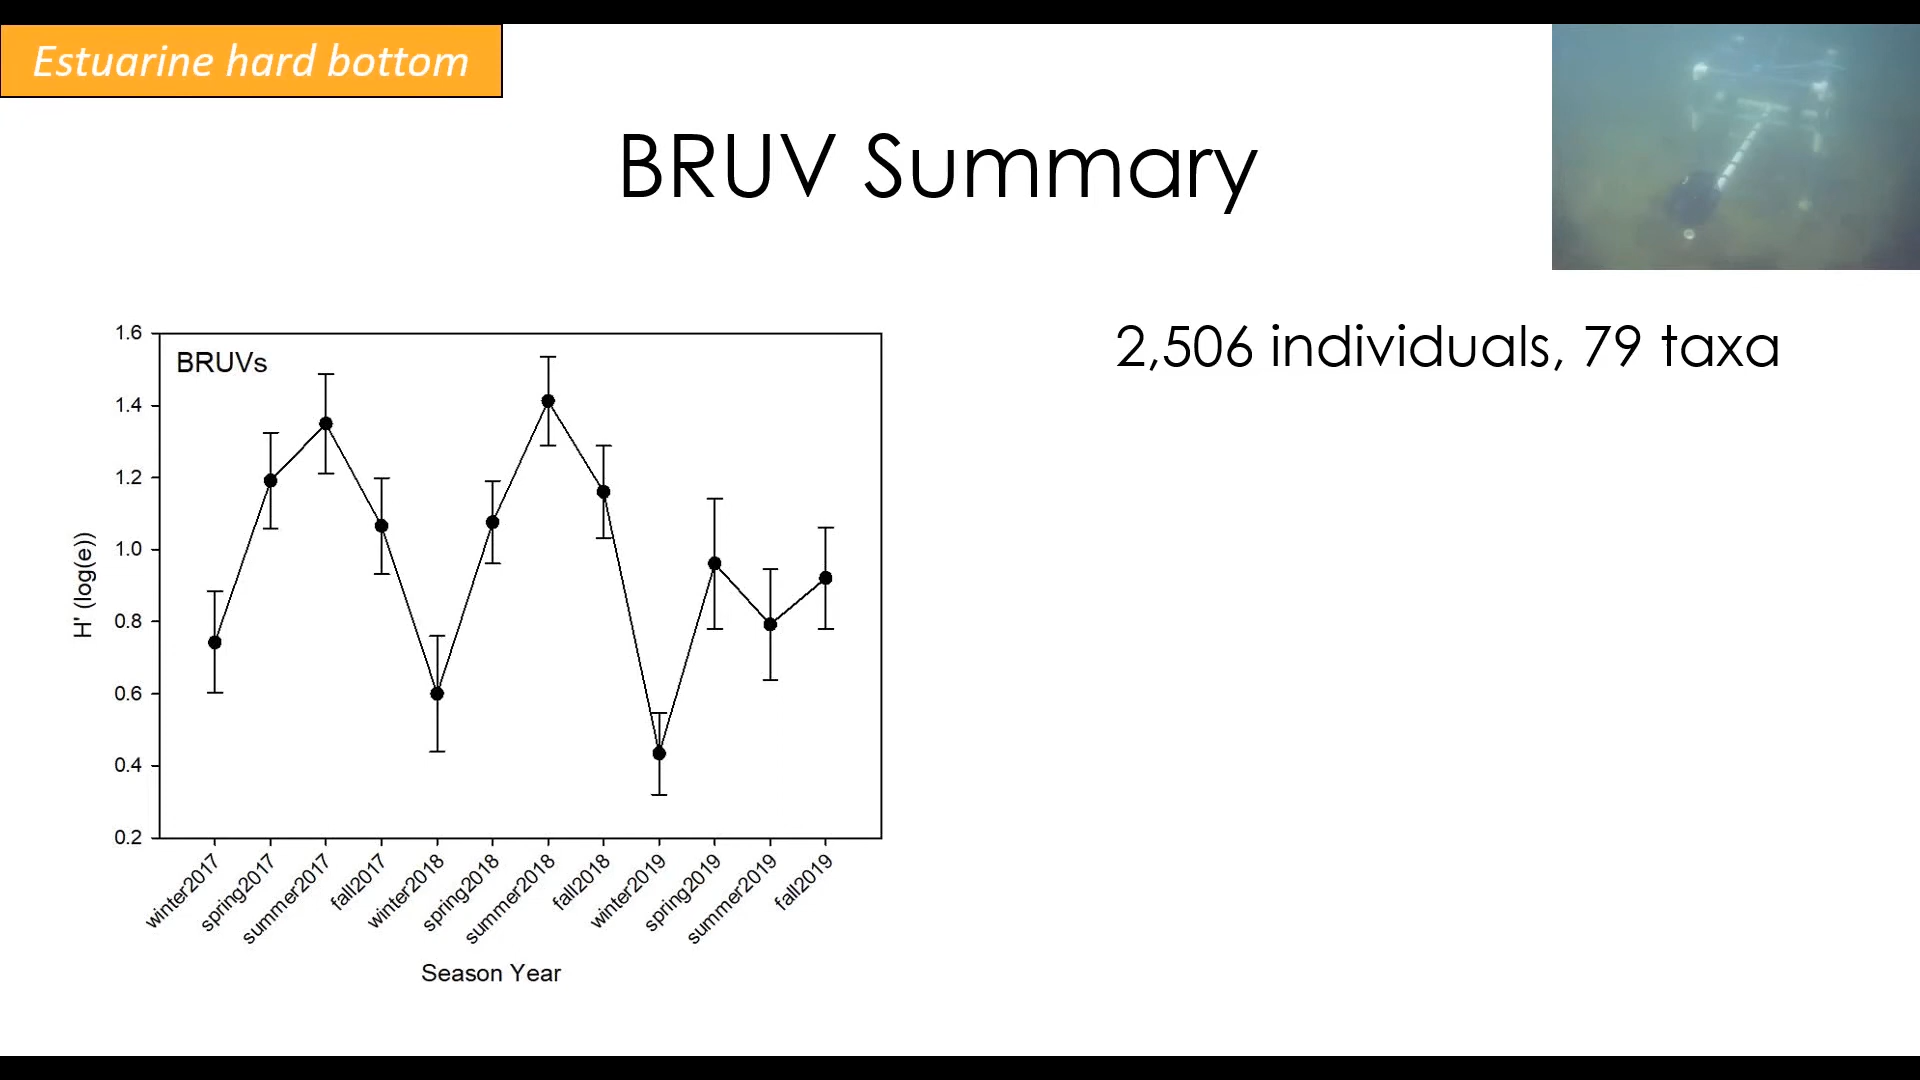 Estuarine hard bottom
BRUV Summary
2,506 individuals, 79 taxa
BRUVs
1.6
1.4
1.2
1.0
0.8
0.6
0.4
0.2
H' (log(e))
winter2017
spring2017
summer2017
fall2017
winter2018
spring2018
summer2018
fall2018
winter2019
spring2019
summer2019
fall2019
Season Year